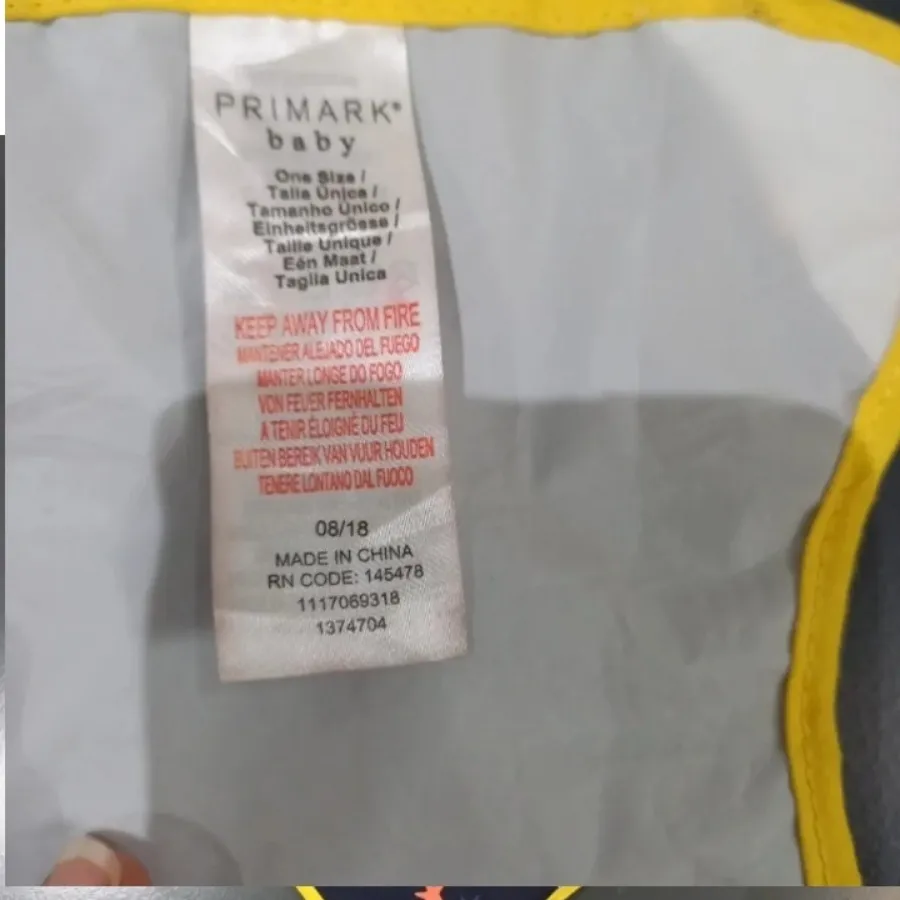 PRIMARK®
baby
One Size /
Talla Única /
Tamanho Único /
Einheitsgrösse /
Taille Unique /
Eén Maat /
Taglia Unica
KEEP AWAY FROM FIRE
MANTENER ALEJADO DEL FUEGO
MANTER LONGE DO FOGO
VON FEUER FERNHALTEN
A TENIR ÉLOIGNÉ DU FEU
BUITEN BEREIK VAN VUUR HOUDEN
TENERE LONTANO DAL FUOCO
08/18
MADE IN CHINA
RN CODE: 145478
1117069318
1374704